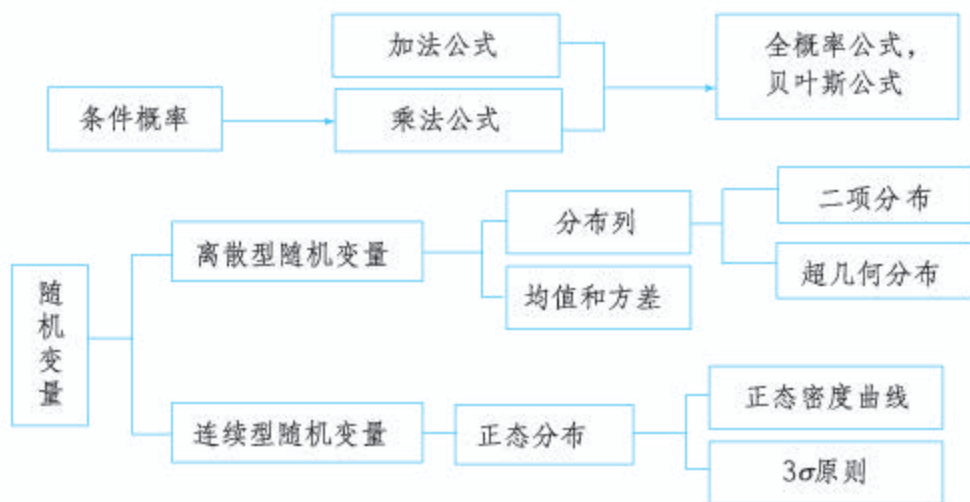 加法公式
全概率公式，
贝叶斯公式
条件概率
乘法公式
二项分布
分布列
离散型随机变量
超几何分布
均值和方差
随机变量
正态密度曲线
连续型随机变量
正态分布
3σ原则